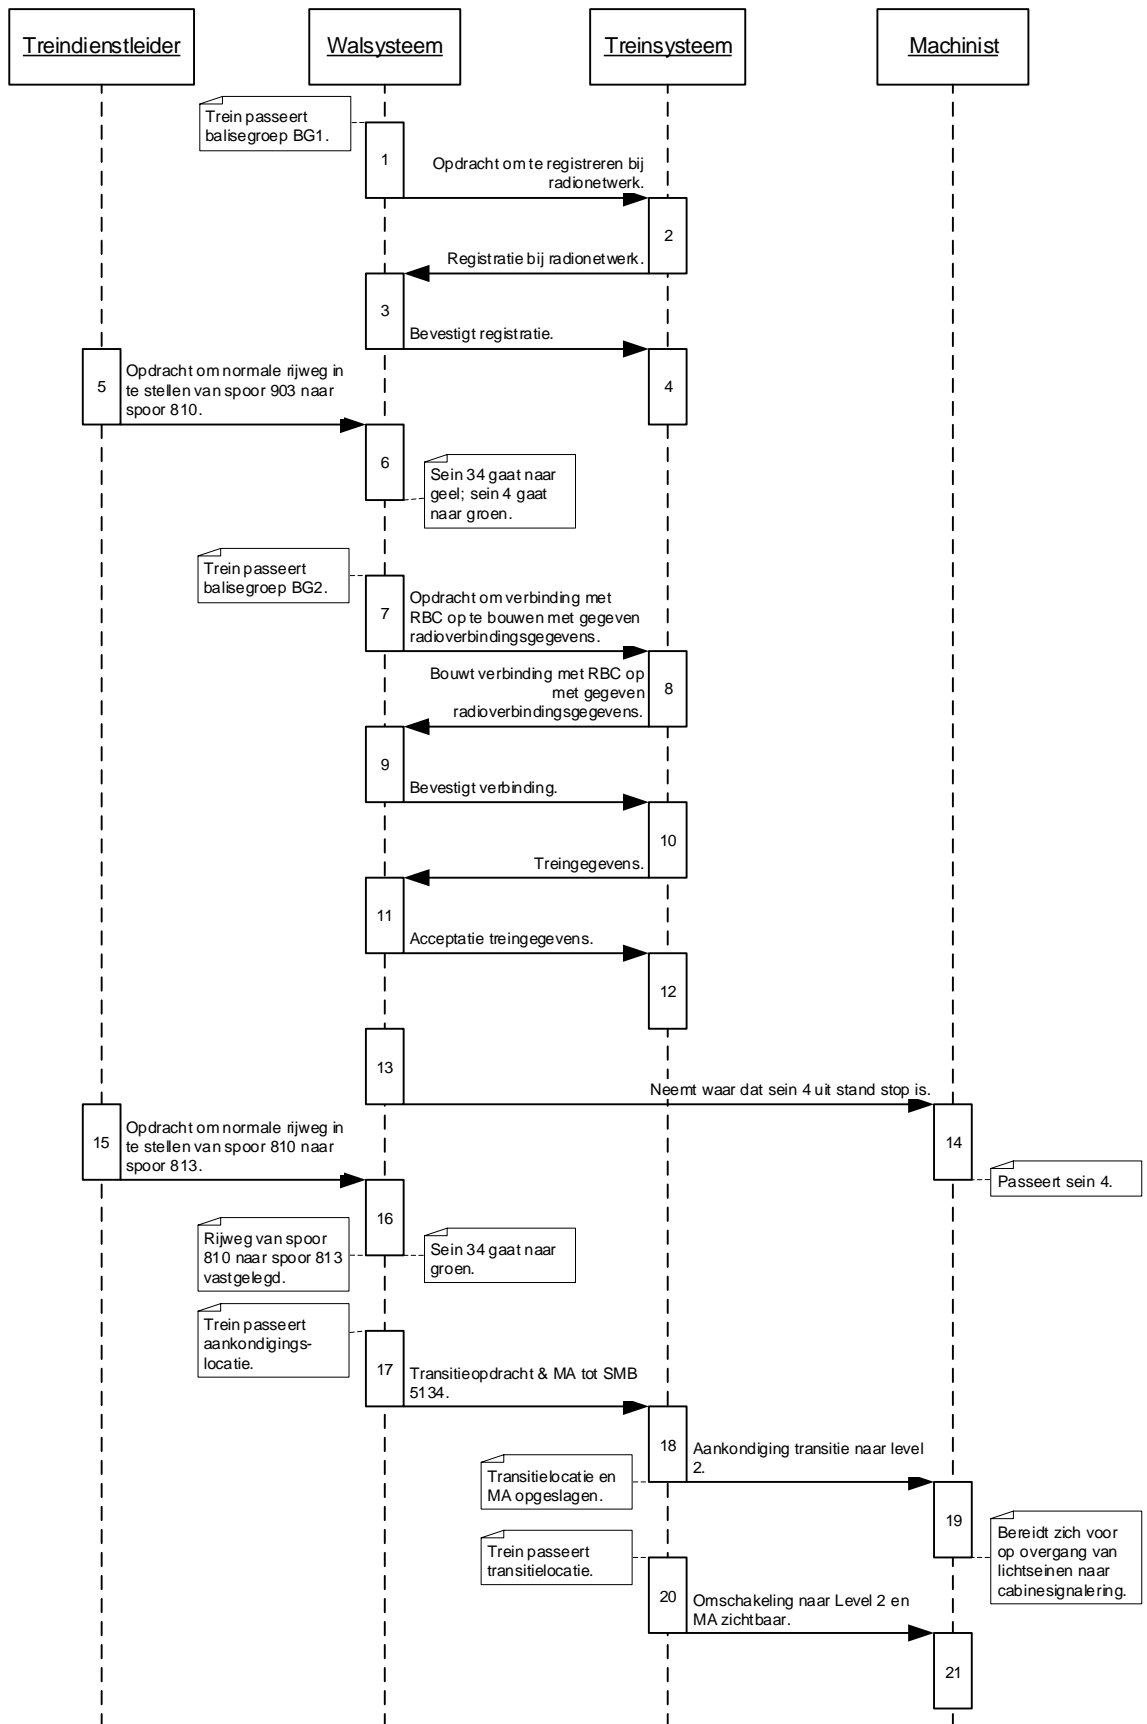 Treindienstleider
Walsysteem
Treinsysteem
Machinist
Trein passeert
balisegroep BG1.
1
Opdracht om te registreren bij
radionetwerk.
2
Registratie bij radionetwerk.
3
Bevestigt registratie.
4
5
Opdracht om normale rijweg in
te stellen van spoor 903 naar
spoor 810.
6
Sein 34 gaat naar
geel; sein 4 gaat
naar groen.
Trein passeert
balisegroep BG2.
7
Opdracht om verbinding met
RBC op te bouwen met gegeven
radioverbindingsgegevens.
8
Bouwt verbinding met RBC op
met gegeven
radioverbindingsgegevens.
9
Bevestigt verbinding.
10
Treingegevens.
11
Acceptatie treingegevens.
12
13
Neemt waar dat sein 4 uit stand stop is.
14
Passeert sein 4.
15
Opdracht om normale rijweg in
te stellen van spoor 810 naar
spoor 813.
16
Rijweg van spoor
810 naar spoor 813
vastgelegd.
Sein 34 gaat naar
groen.
Trein passeert
aankondigings-
locatie.
17
Transitieopdracht & MA tot SMB
5134.
18
Aankondiging transitie naar level
2.
Transitielocatie en
MA opgeslagen.
19
Bereidt zich voor
op overgang van
lichtseinen naar
cabinesignalering.
Trein passeert
transitielocatie.
20
Omschakeling naar Level 2 en
MA zichtbaar.
21